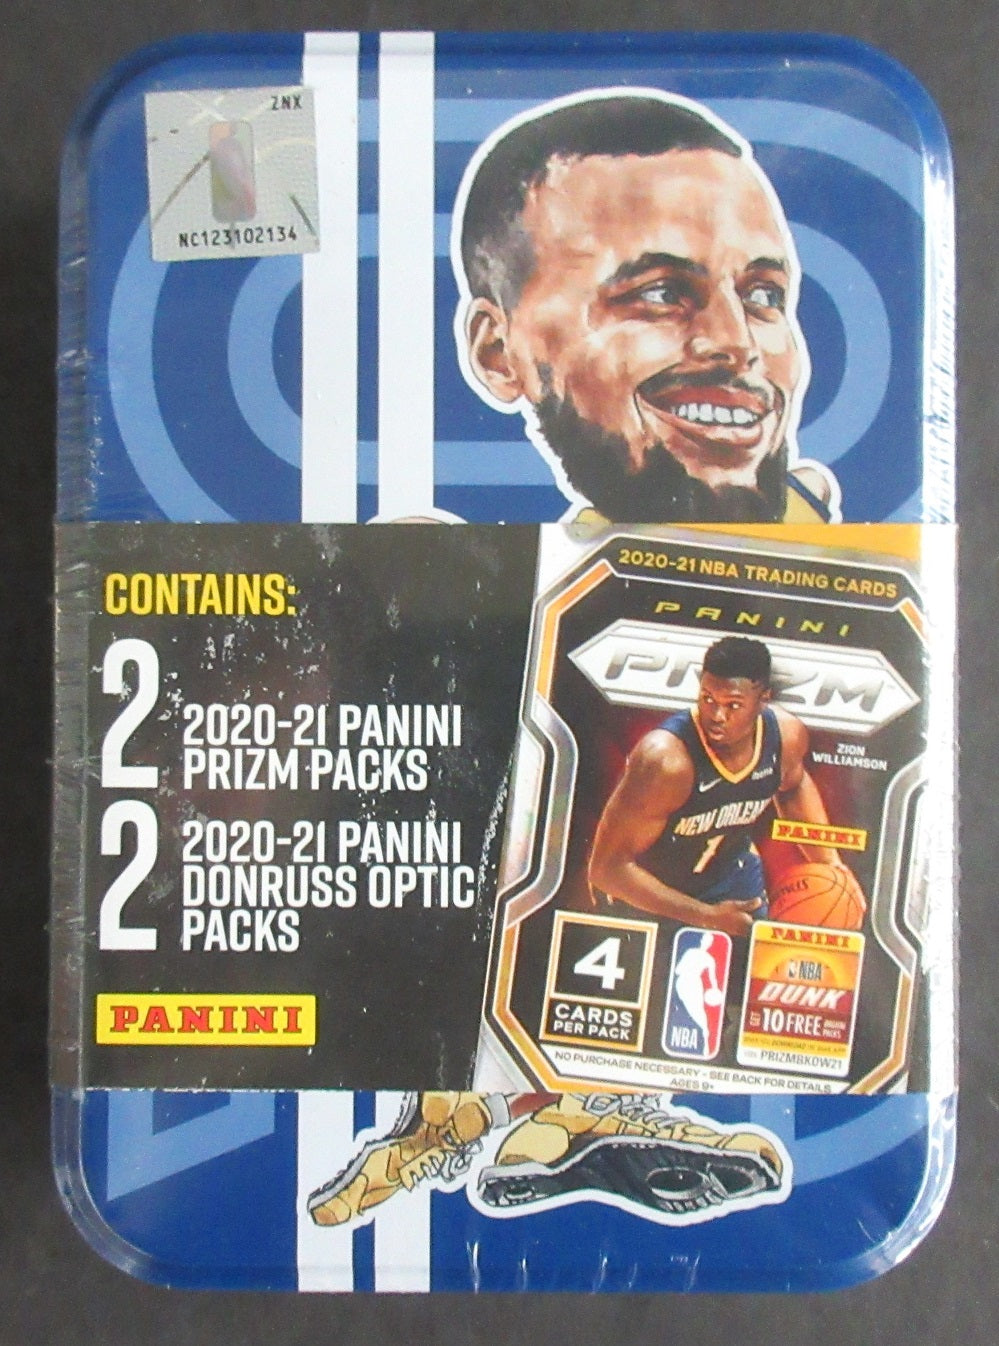 ZNX
NC123102134
CONTAINS:
2
2020-21 PANINI
PRIZM PACKS
2
2020-21 PANINI
DONRUSS OPTIC
PACKS
PANINI
2020-21 NBA TRADING CARDS
PANINI
PRIZM
ZION
WILLIAMSON
NEW ORLEAN
1
PANINI
4
CARDS
PER PACK
NBA
PANINI
NBA
DUNK
10 FREE
PRIZMBKOW21
NO PURCHASE NECESSARY - SEE BACK FOR DETAILS
AGES 9+